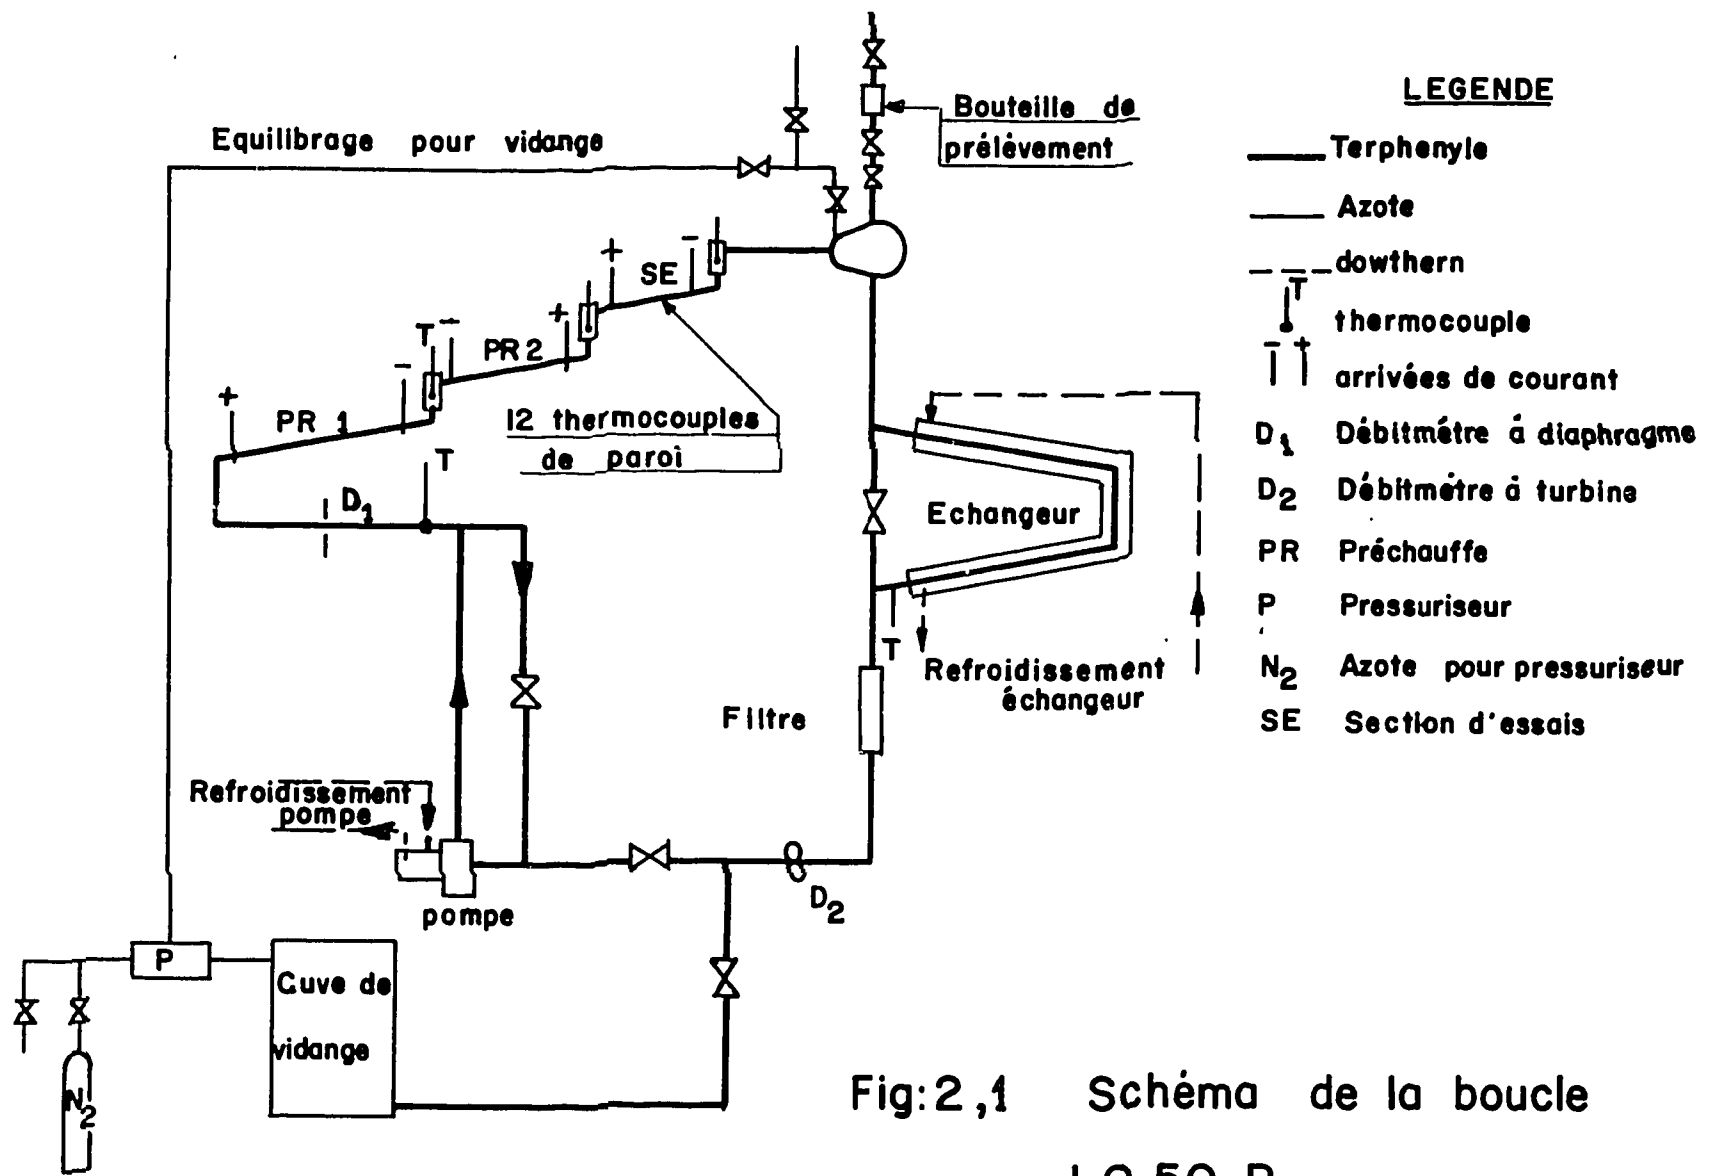 Equilibrage pour vidange
Bouteille de
prélèvement
+
-
SE
+
T
-
PR 2
+
-
PR 1
12 thermocouples
de paroi
T
D1
Echangeur
T
Refroidissement
échangeur
Filtre
Refroidissement
pompe
pompe
D2
P
Cuve de
vidange
N2
LEGENDE
Terphenyle
Azote
dowthern
T
thermocouple
- +
arrivées de courant
D1 Débitmétre á diaphragme
D2 Débitmétre á turbine
PR Préchauffe
P Pressuriseur
N2 Azote pour pressuriseur
SE Section d'essais
Fig:2,1 Schéma de la boucle